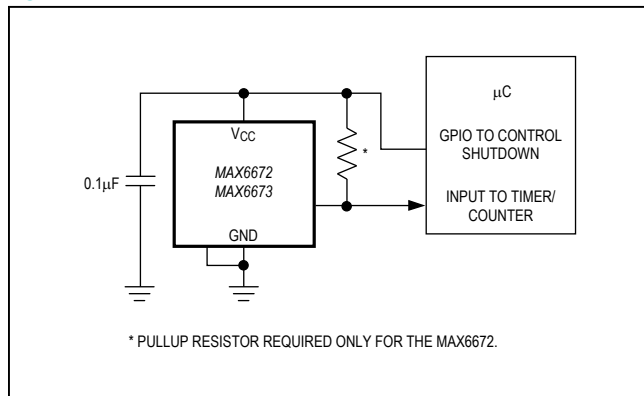 μC
V_CC
GPIO TO CONTROL
SHUTDOWN
*
MAX6672
MAX6673
0.1μF
INPUT TO TIMER/
COUNTER
GND
* PULLUP RESISTOR REQUIRED ONLY FOR THE MAX6672.